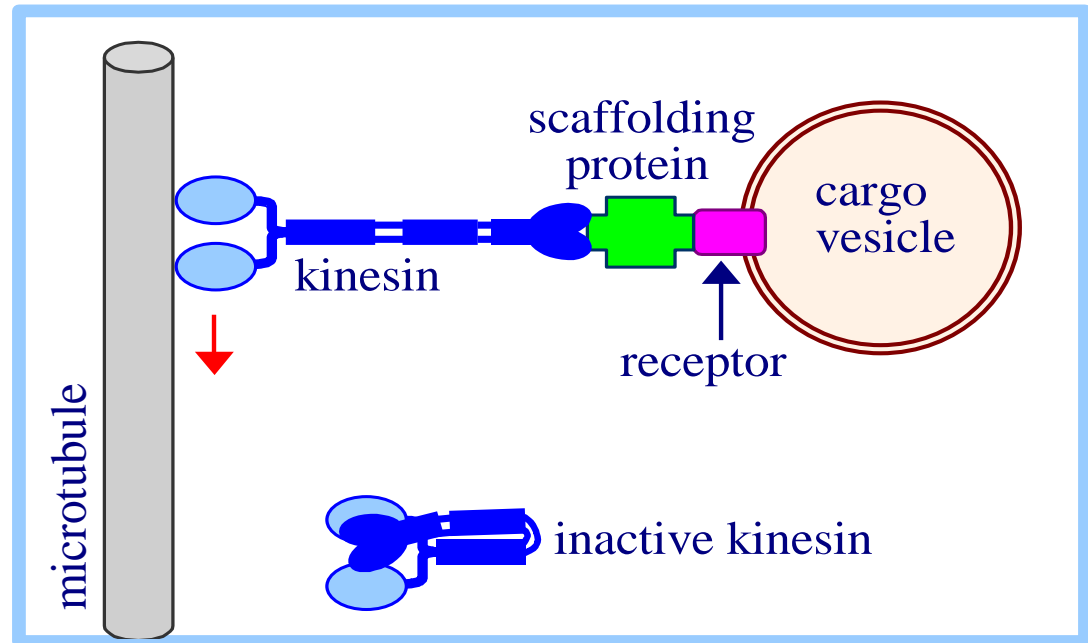 scaffolding
protein
cargo
vesicle
kinesin
receptor
microtubule
inactive kinesin